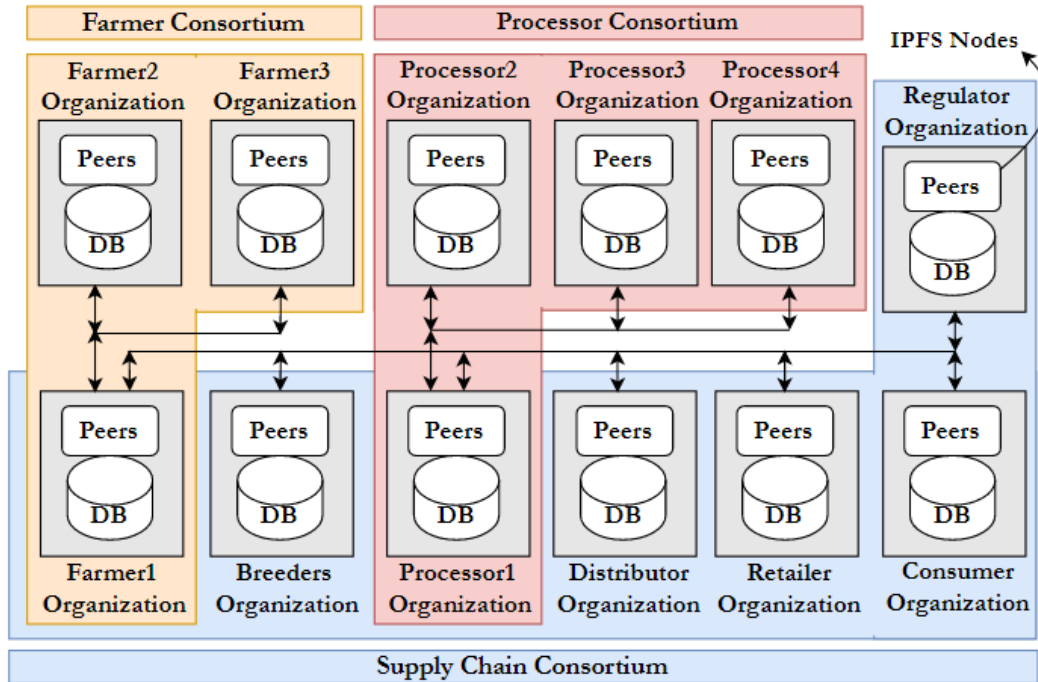 Farmer Consortium
Processor Consortium
IPFS Nodes
Farmer2
Organization
Farmer3
Organization
Processor2
Organization
Processor3
Organization
Processor4
Organization
Regulator
Organization
Peers
DB
Peers
DB
Peers
DB
Peers
DB
Peers
DB
Peers
DB
Peers
DB
Peers
DB
Peers
DB
Peers
DB
Peers
DB
Peers
DB
Farmer1
Organization
Breeders
Organization
Processor1
Organization
Distributor
Organization
Retailer
Organization
Consumer
Organization
Supply Chain Consortium